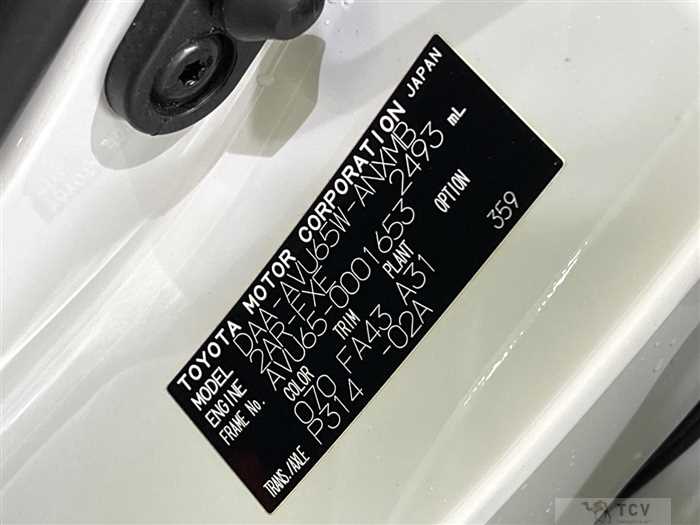 TOYOTA MOTOR CORPORATION JAPAN
MODEL DAA-AVU65W-ANXMB
ENGINE 2AR-FXE 2493 mL
FRAME No. AVU65-0001653
COLOR TRIM PLANT OPTION
070 FA43 A31 359
TRANS./AXLE P314 -02A
TCV